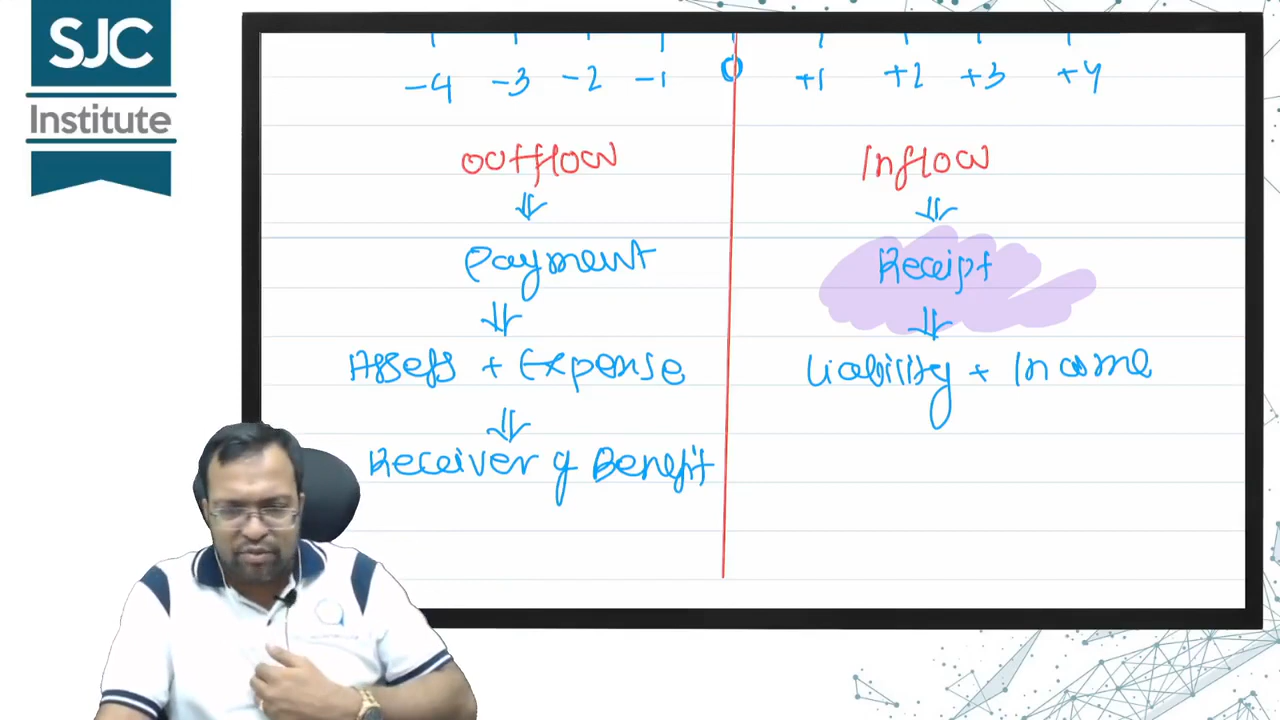 SJC
Institute
-4 -3 -2 -1 0 +1 +2 +3 +4
outflow Inflow
Payment Receipt
Assets + Expense Liability + Income
Receiver of Benefit